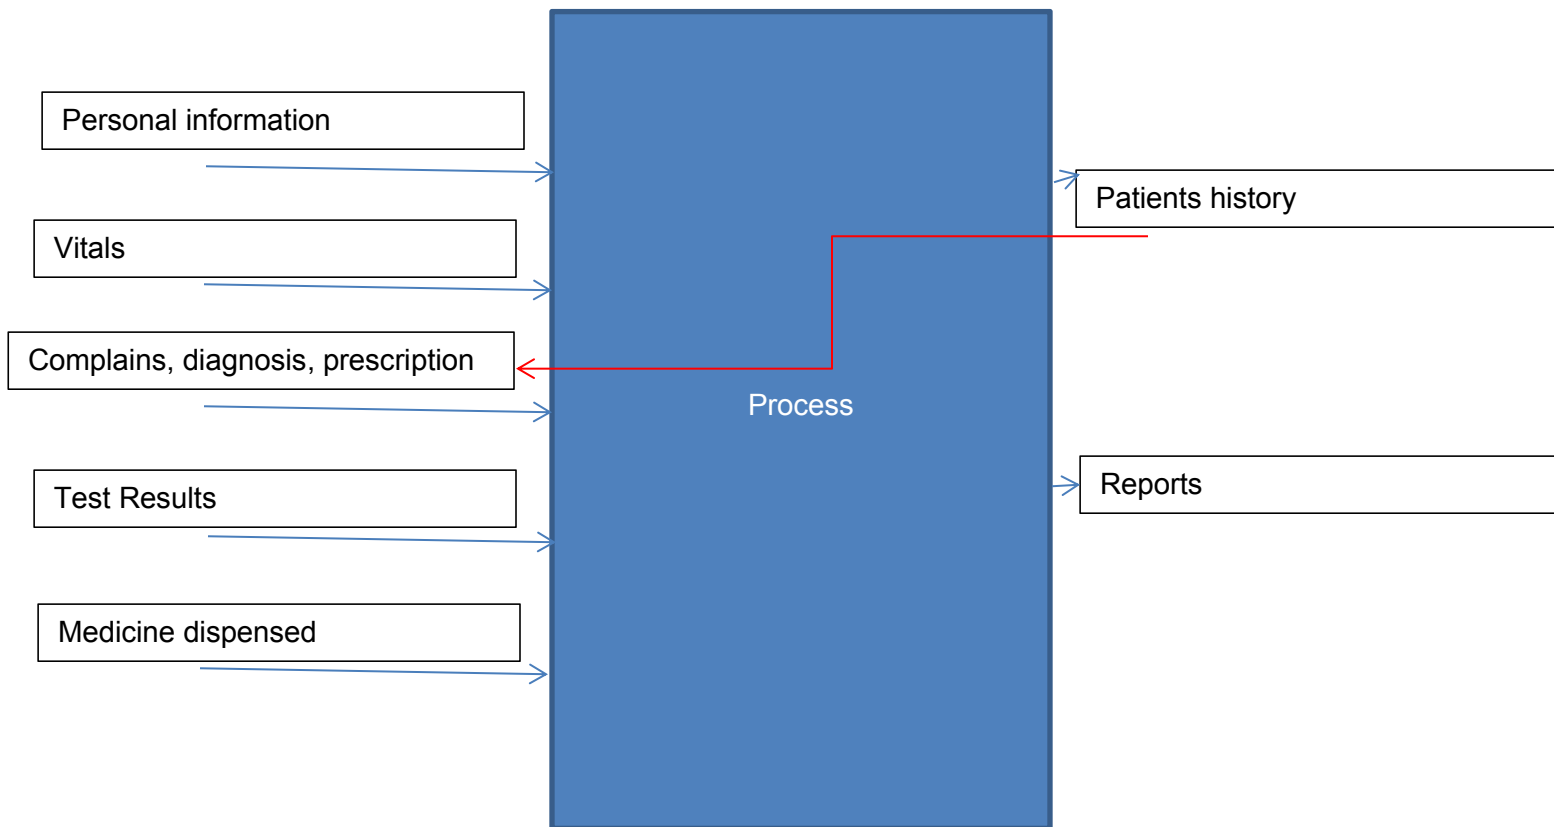 Personal information
Patients history
Vitals
Complains, diagnosis, prescription
Process
Test Results
Reports
Medicine dispensed